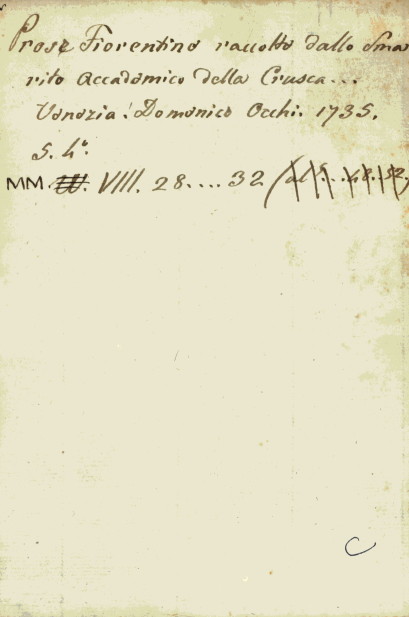 Prose Fiorentine raccolte dallo Smar
rito Accademico della Crusca...
Venezia: Domenico Occhi. 1735.
5. 4°.
MM. VIII. 28.... 32
C